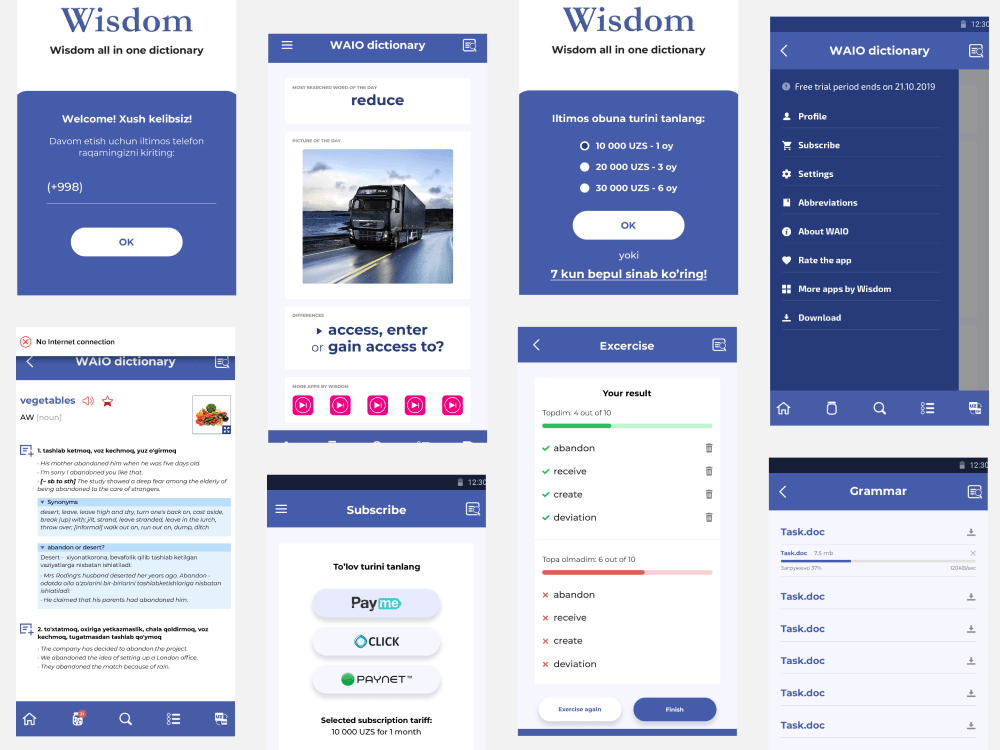 Wisdom
Wisdom all in one dictionary
Welcome! Xush kelibsiz!
Davom etish uchun iltimos telefon
raqamingizni kiriting:
(+998)
OK
WAIO dictionary
MOST SEARCHED WORD OF THE DAY
reduce
PICTURE OF THE DAY
DIFFERENCES
access, enter
or gain access to?
MORE APPS BY WISDOM
Wisdom
Wisdom all in one dictionary
Iltimos obuna turini tanlang:
10 000 UZS - 1 oy
20 000 UZS - 3 oy
30 000 UZS - 6 oy
OK
yoki
7 kun bepul sinab ko'ring!
12:30
WAIO dictionary
Free trial period ends on 21.10.2019
Profile
Subscribe
Settings
Abbreviations
About WAIO
Rate the app
More apps by Wisdom
Download
No Internet connection
WAIO dictionary
vegetables
AW [noun]
1. tashlab ketmoq, voz kechmoq, yuz o'girmoq
- His mother abandoned him when he was five days old.
- I'm sorry I abandoned you like that.
- [~ sb to sth] The study showed a deep fear among the elderly of
being abandoned to the care of strangers.
Synonyms
desert, leave, leave high and dry, turn one's back on, cast aside,
break (up) with; jilt, strand, leave stranded, leave in the lurch,
throw over; [informal] walk out on, run out on, dump, ditch
abandon or desert?
Desert - xiyonatkorona, bevafolik qilib tashlab ketilgan
vaziyatlarga nisbatan ishlatiladi:
- Mrs Roding's husband deserted her years ago. Abandon -
odatda oila a'zolarini bir-birlarini tashlabketishlariga nisbatan
ishlatiladi:
- He claimed that his parents had abandoned him.
2. to'xtatmoq, oxiriga yetkazmaslik, chala qoldirmoq, voz
kechmoq, tugatmasdan tashlab qo'ymoq
- The company has decided to abondon the project.
- We abandoned the idea of setting up a London office.
- They abandoned the match because of rain.
12:30
Subscribe
To'lov turini tanlang
Payme
CLICK
PAYNET™
Selected subscription tariff:
10 000 UZS for 1 month
Excercise
Your result
Topdim: 4 out of 10
abandon
receive
create
deviation
Topa olmadim: 6 out of 10
abandon
receive
create
deviation
Exercise again
Finish
12:30
Grammar
Task.doc
Task.doc 7.5 mb
Загружено 37%
120KB/sec
Task.doc
Task.doc
Task.doc
Task.doc
Task.doc